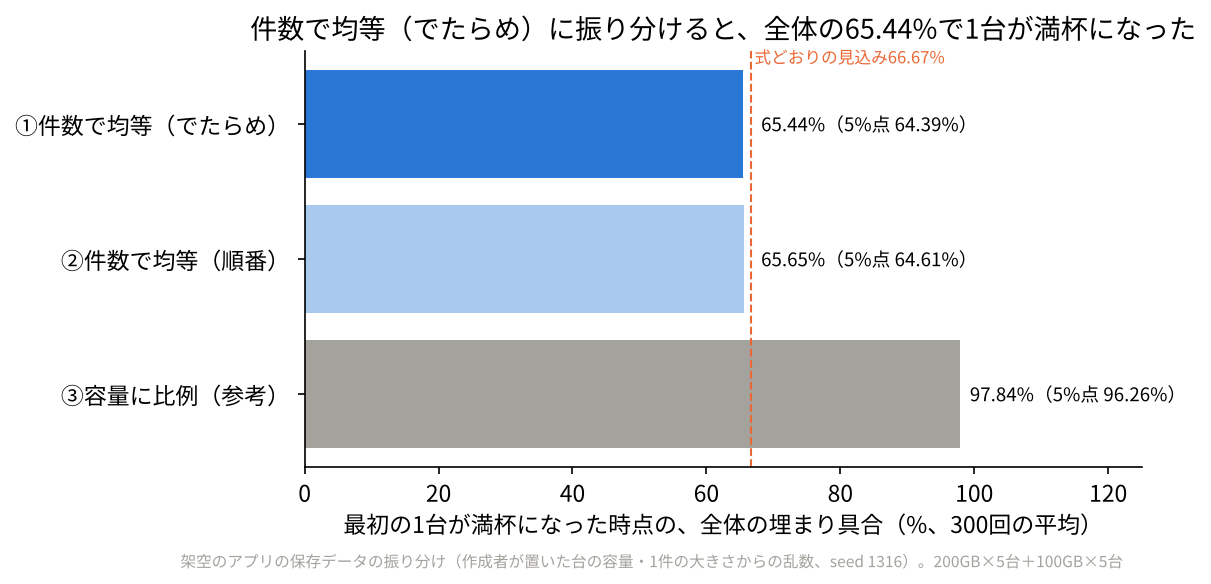 件数で均等（でたらめ）に振り分けると、全体の65.44%で1台が満杯になった
式どおりの見込み66.67%
①件数で均等（でたらめ）
65.44%（5%点 64.39%）
②件数で均等（順番）
65.65%（5%点 64.61%）
③容量に比例（参考）
97.84%（5%点 96.26%）
0 20 40 60 80 100 120
最初の1台が満杯になった時点の、全体の埋まり具合（%、300回の平均）
架空のアプリの保存データの振り分け（作成者が置いた台の容量・1件の大きさからの乱数、seed 1316）。200GB×5台＋100GB×5台